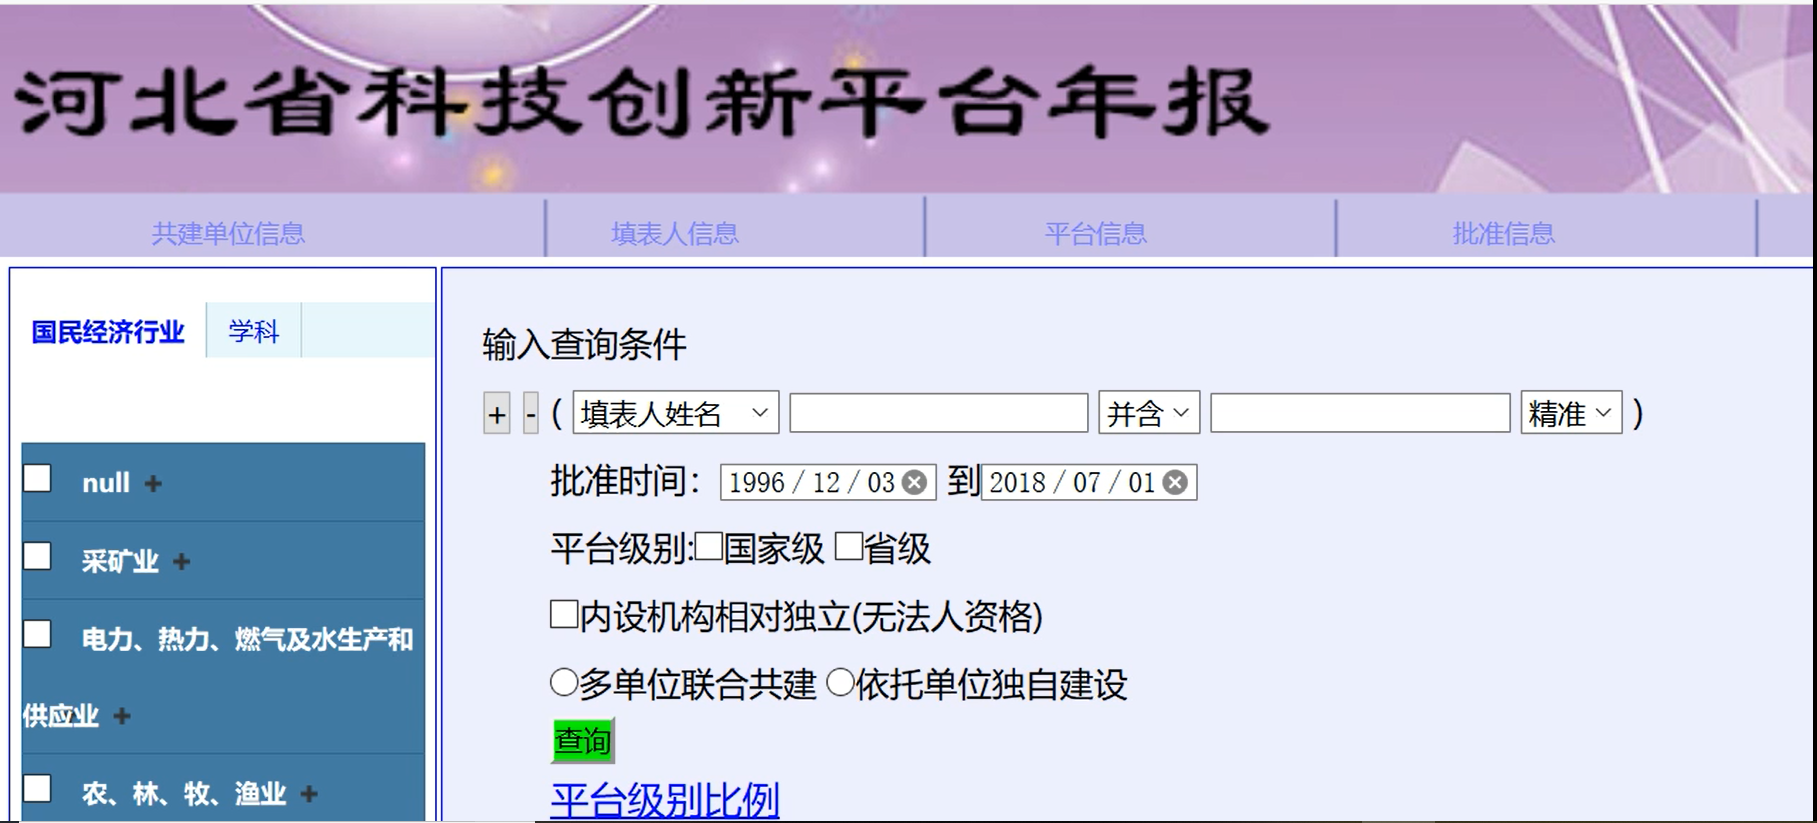 河北省科技创新平台年报
共建单位信息 填表人信息 平台信息 批准信息
国民经济行业 学科
null +
采矿业 +
电力、热力、燃气及水生产和
供应业 +
农、林、牧、渔业 +
输入查询条件
+ - ( 填表人姓名 并含 精准 )
批准时间： 1996 / 12 / 03 到 2018 / 07 / 01
平台级别: 国家级 省级
内设机构相对独立(无法人资格)
多单位联合共建 依托单位独自建设
查询
平台级别比例